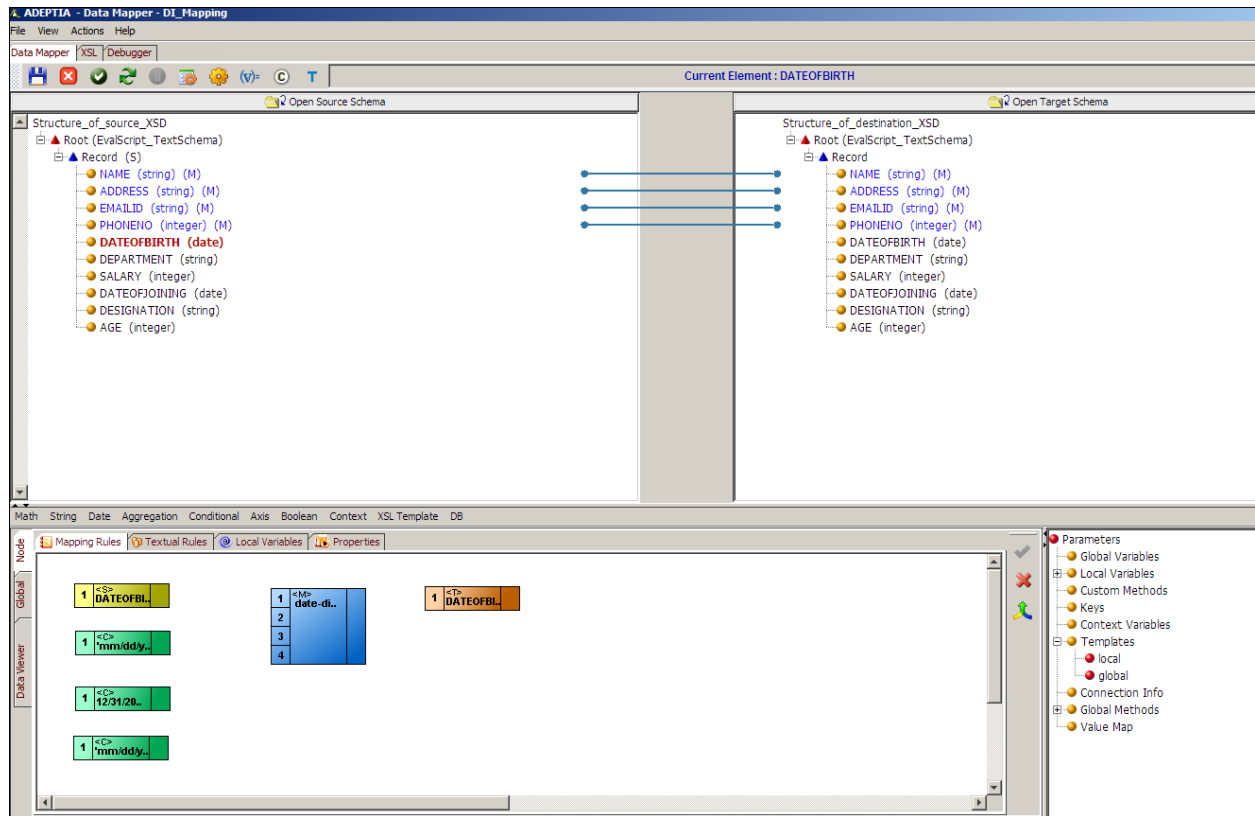 ADEPTIA - Data Mapper - DI_Mapping
File View Actions Help
Data Mapper XSL Debugger
(V)= C T Current Element : DATEOFBIRTH
Open Source Schema Open Target Schema
Structure_of_source_XSD
Root (EvalScript_TextSchema)
Record (S)
NAME (string) (M)
ADDRESS (string) (M)
EMAILID (string) (M)
PHONENO (integer) (M)
DATEOFBIRTH (date)
DEPARTMENT (string)
SALARY (integer)
DATEOFJOINING (date)
DESIGNATION (string)
AGE (integer)
Structure_of_destination_XSD
Root (EvalScript_TextSchema)
Record
NAME (string) (M)
ADDRESS (string) (M)
EMAILID (string) (M)
PHONENO (integer) (M)
DATEOFBIRTH (date)
DEPARTMENT (string)
SALARY (integer)
DATEOFJOINING (date)
DESIGNATION (string)
AGE (integer)
Math String Date Aggregation Conditional Axis Boolean Context XSL Template DB
Node
Global
Data Viewer
Mapping Rules Textual Rules Local Variables Properties
1 <S> DATEOFBI..
1 <C> 'mm/dd/y..
1 <C> 12/31/20..
1 <C> 'mm/dd/y..
1 <M> date-di..
2
3
4
1 <T> DATEOFBI..
Parameters
Global Variables
Local Variables
Custom Methods
Keys
Context Variables
Templates
local
global
Connection Info
Global Methods
Value Map